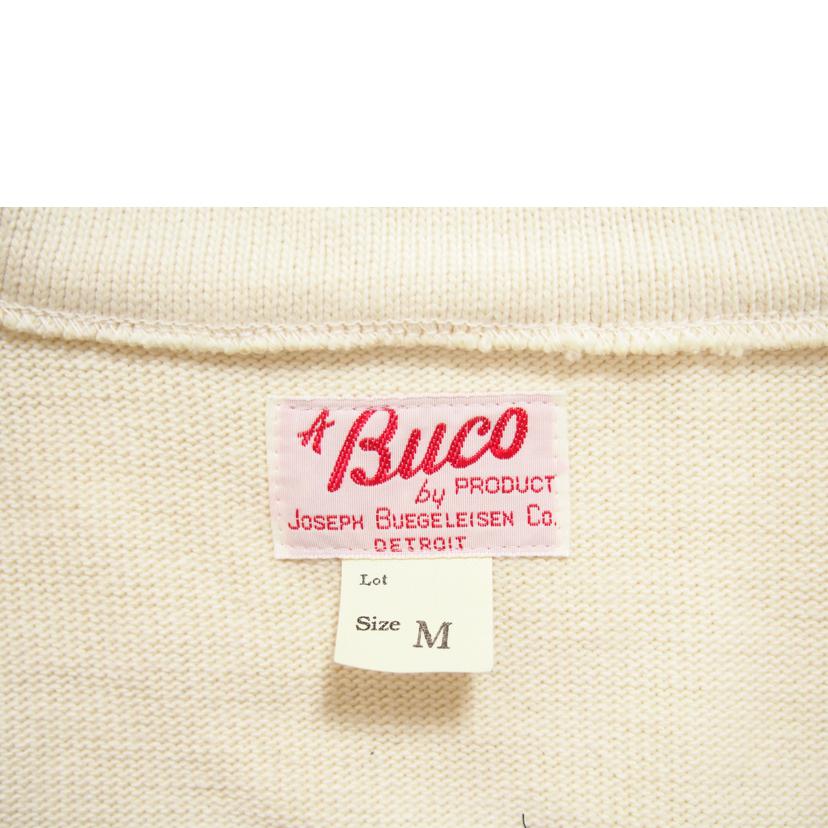 A Buco
by PRODUCT
JOSEPH BUEGELEISEN CO.
DETROIT
Lot
Size M